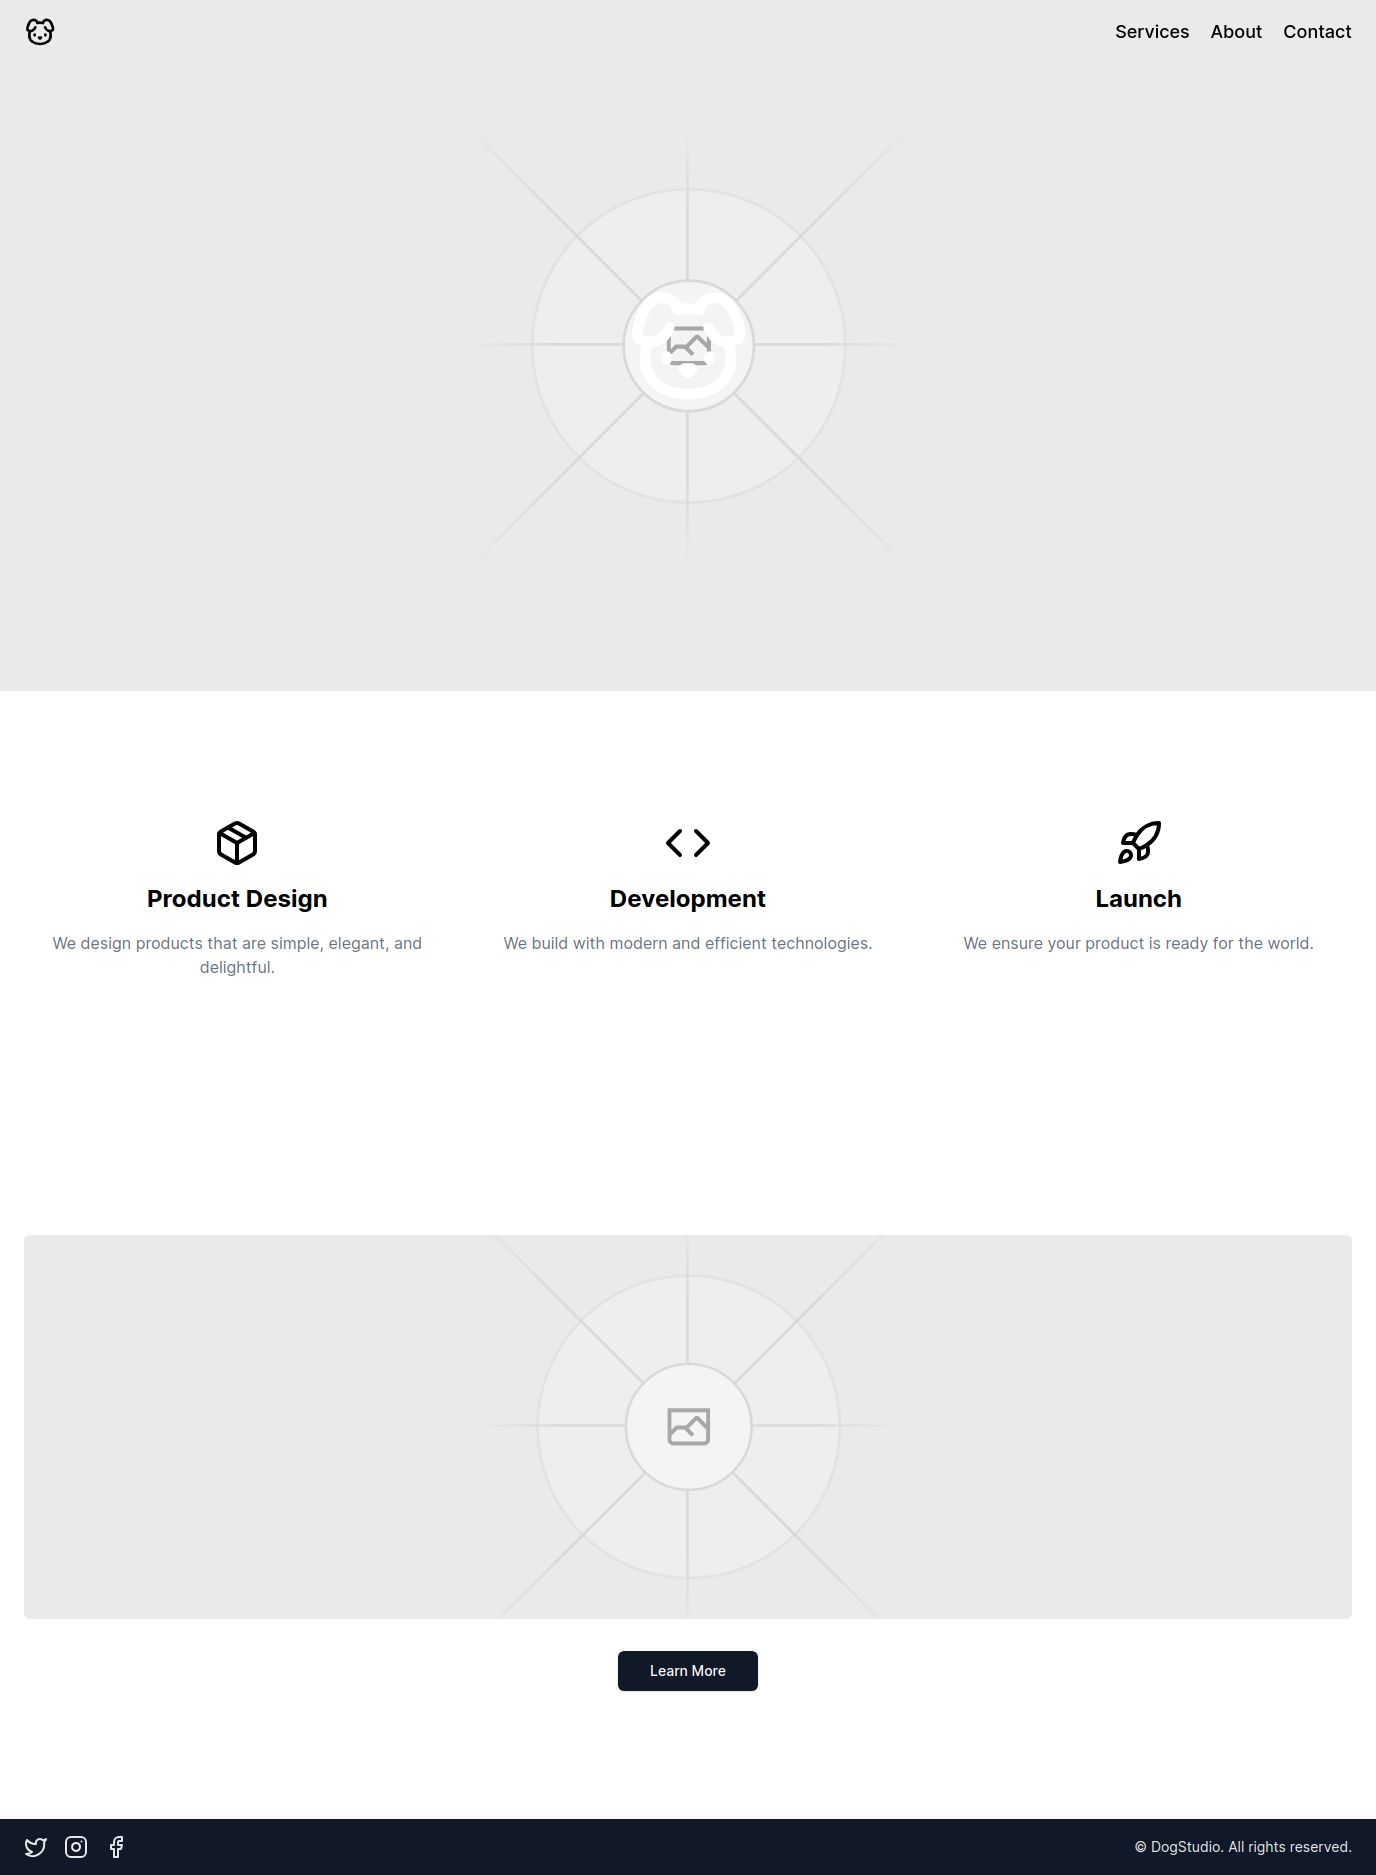 Services About Contact
Product Design
We design products that are simple, elegant, and
delightful.
Development
We build with modern and efficient technologies.
Launch
We ensure your product is ready for the world.
Learn More
© DogStudio. All rights reserved.